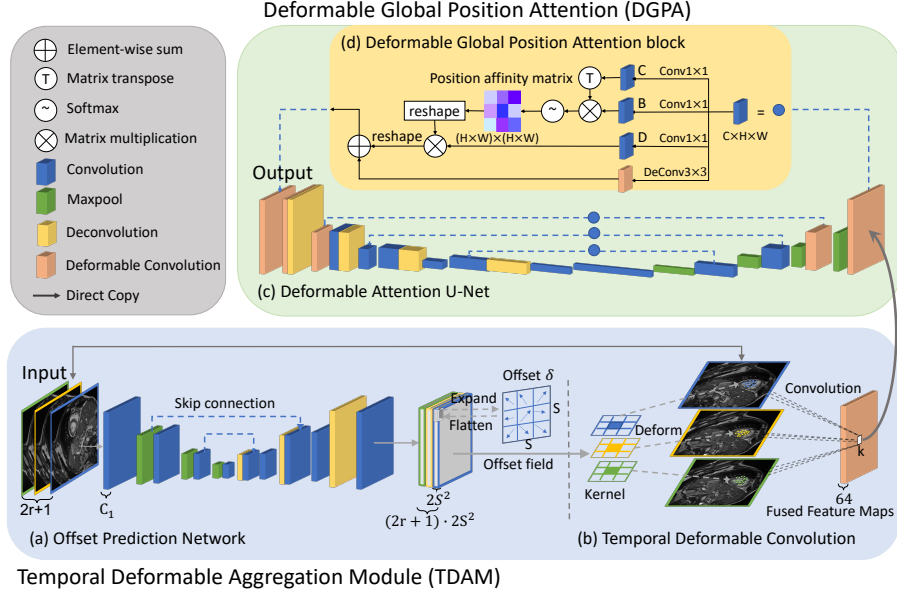 Deformable Global Position Attention (DGPA)
Element-wise sum
T
Matrix transpose
~
Softmax
Matrix multiplication
Convolution
Maxpool
Deconvolution
Deformable Convolution
Direct Copy
(d) Deformable Global Position Attention block
Position affinity matrix
T
C
Conv1×1
reshape
~
B
Conv1×1
=
C×H×W
reshape
(H×W)×(H×W)
D
Conv1×1
DeConv3×3
Output
(c) Deformable Attention U-Net
Input
Skip connection
2r+1
C₁
(a) Offset Prediction Network
Offset δ
Expand
Flatten
S
S
Offset field
2S²
(2r + 1) · 2S²
Deform
Kernel
Convolution
k
64
Fused Feature Maps
(b) Temporal Deformable Convolution
Temporal Deformable Aggregation Module (TDAM)